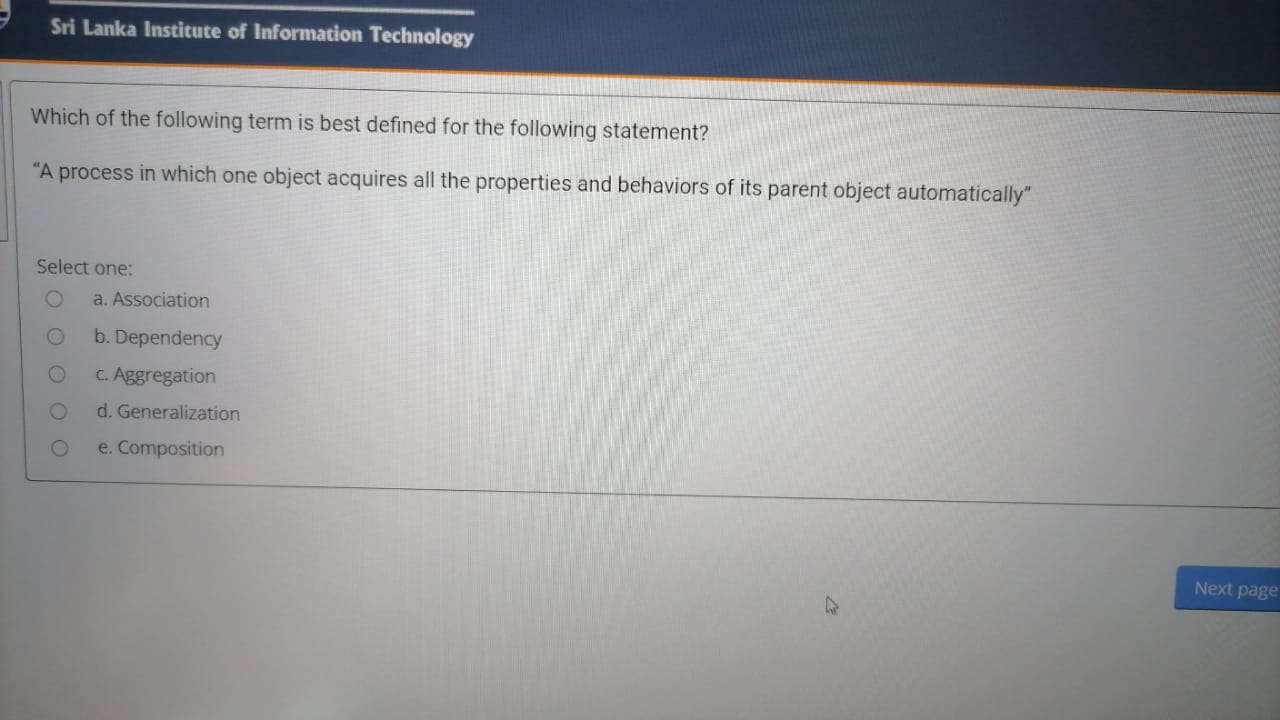 Sri Lanka Institute of Information Technology
Which of the following term is best defined for the following statement?
“A process in which one object acquires all the properties and behaviors of its parent object automatically”
Select one:
a. Association
b. Dependency
c. Aggregation
d. Generalization
e. Composition
Next page